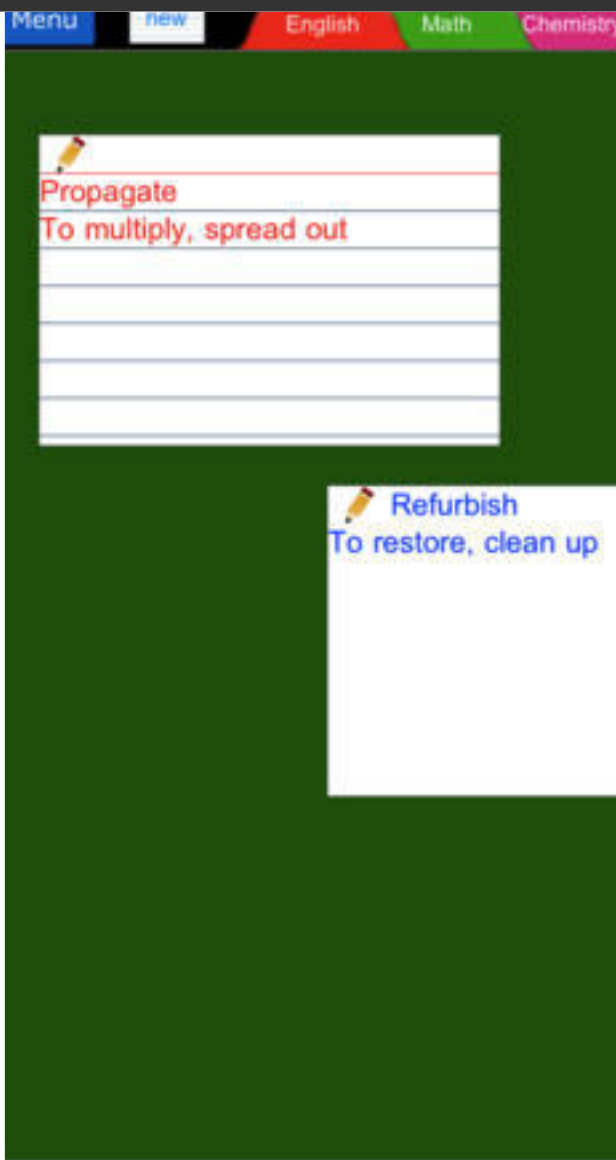 Menu
new
English
Math
Chemistry
Propagate
To multiply, spread out
Refurbish
To restore, clean up